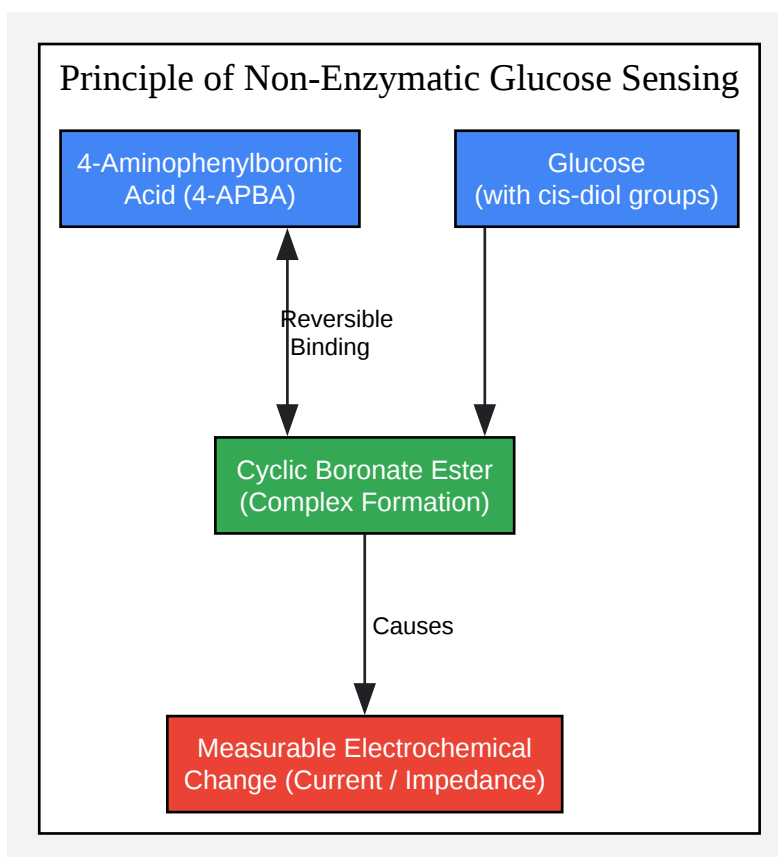 Principle of Non-Enzymatic Glucose Sensing
4-Aminophenylboronic
Acid (4-APBA)
Glucose
(with cis-diol groups)
Reversible
Binding
Cyclic Boronate Ester
(Complex Formation)
Causes
Measurable Electrochemical
Change (Current / Impedance)